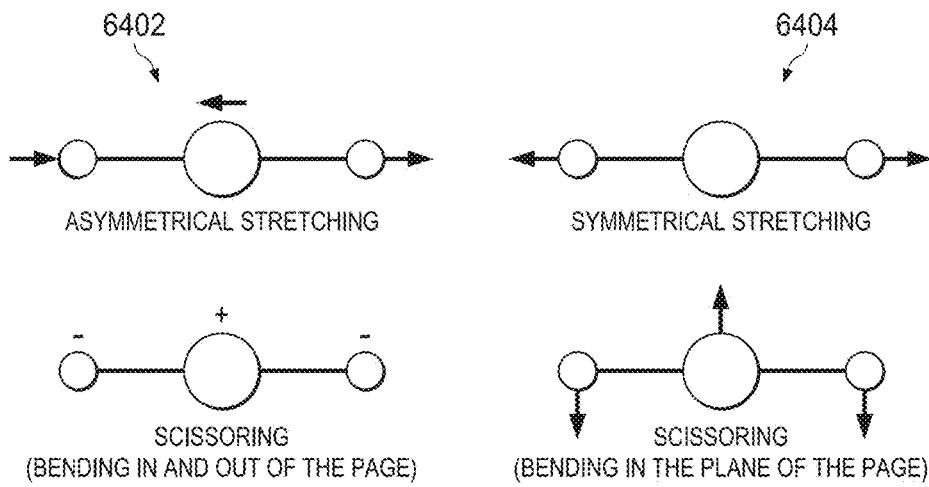 6402
6404
ASYMMETRICAL STRETCHING
SYMMETRICAL STRETCHING
- + -
SCISSORING
(BENDING IN AND OUT OF THE PAGE)
SCISSORING
(BENDING IN THE PLANE OF THE PAGE)